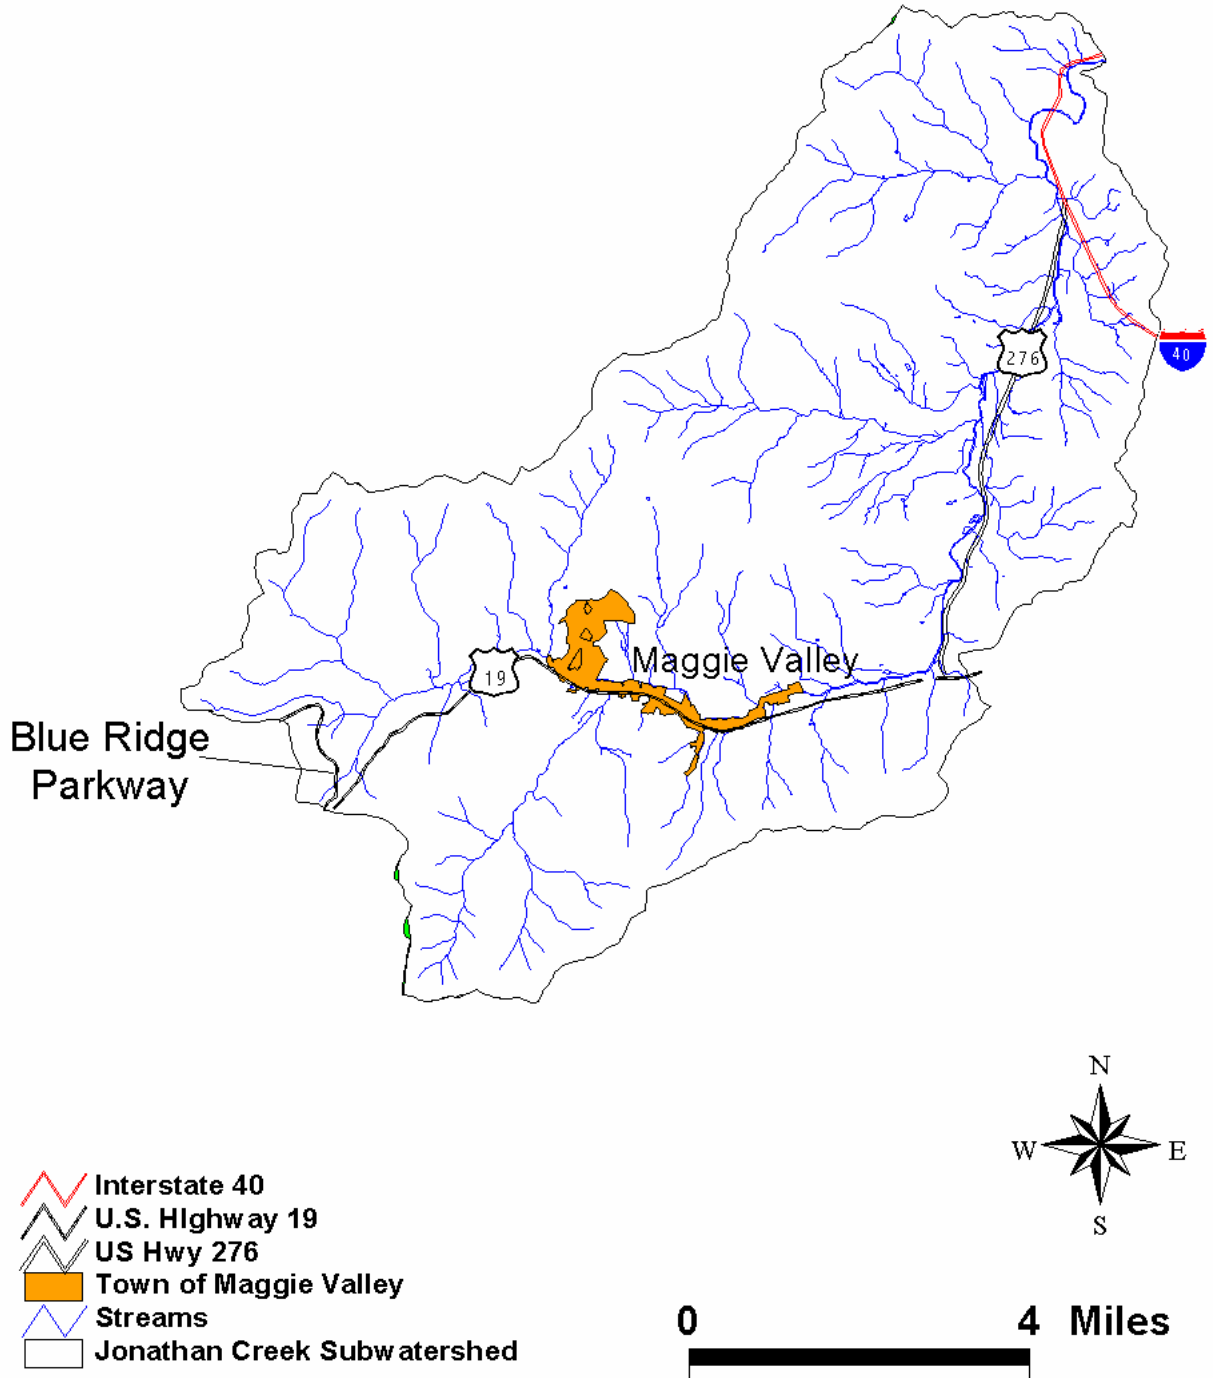 276
40
Maggie Valley
19
Blue Ridge
Parkway
N
W
E
S
Interstate 40
U.S. HIghway 19
US Hwy 276
Town of Maggie Valley
Streams
Jonathan Creek Subwatershed
0 4 Miles